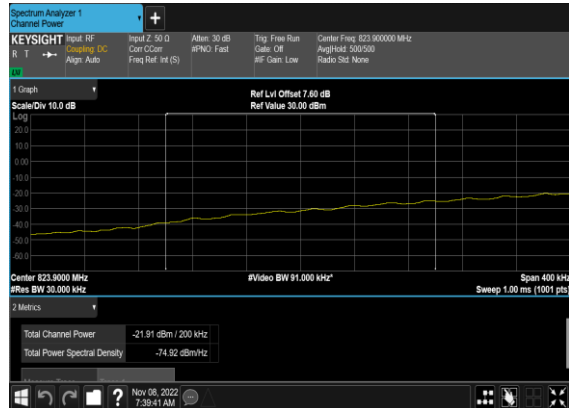 Spectrum Analyzer 1
Channel Power
+
KEYSIGHT Input: RF Input Z: 50 Ω Atten: 30 dB Trig: Free Run Center Freq: 823.900000 MHz
R T Coupling: DC Corr CCorr #PNO: Fast Gate: Off Avg|Hold: 500/500
Align: Auto Freq Ref: Int (S) #IF Gain: Low Radio Std: None
1 Graph
Ref Lvl Offset 7.60 dB
Scale/Div 10.0 dB Ref Value 30.00 dBm
Log
20.0
10.0
0.00
-10.0
-20.0
-30.0
-40.0
-50.0
-60.0
Center 823.9000 MHz #Video BW 91.000 kHz* Span 400 kHz
#Res BW 30.000 kHz Sweep 1.00 ms (1001 pts)
2 Metrics
Total Channel Power -21.91 dBm / 200 kHz
Total Power Spectral Density -74.92 dBm/Hz
?
Nov 08, 2022
7:39:41 AM